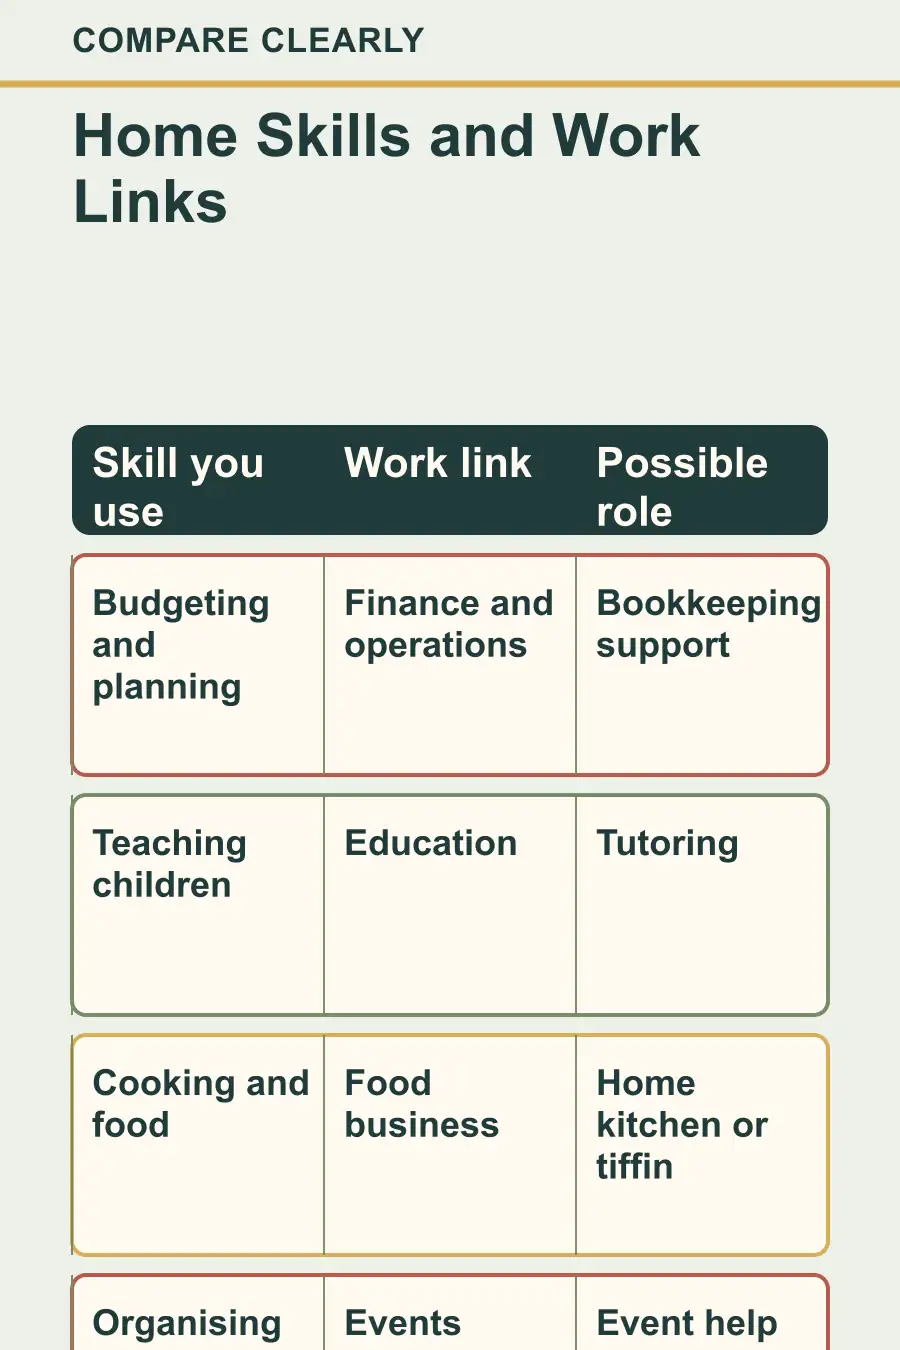 COMPARE CLEARLY
Home Skills and Work
Links
Skill you use
Work link
Possible role
Budgeting and planning
Finance and operations
Bookkeeping support
Teaching children
Education
Tutoring
Cooking and food
Food business
Home kitchen or tiffin
Organising
Events
Event help